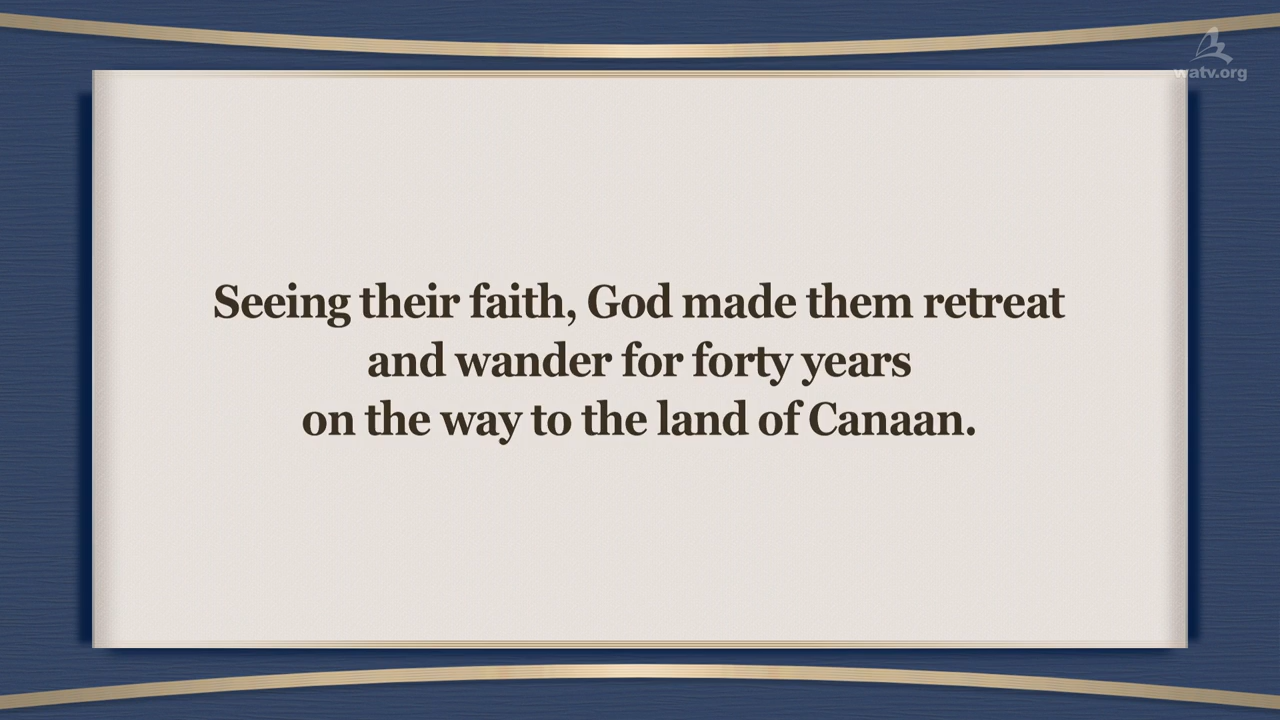 watv.org
Seeing their faith, God made them retreat
and wander for forty years
on the way to the land of Canaan.